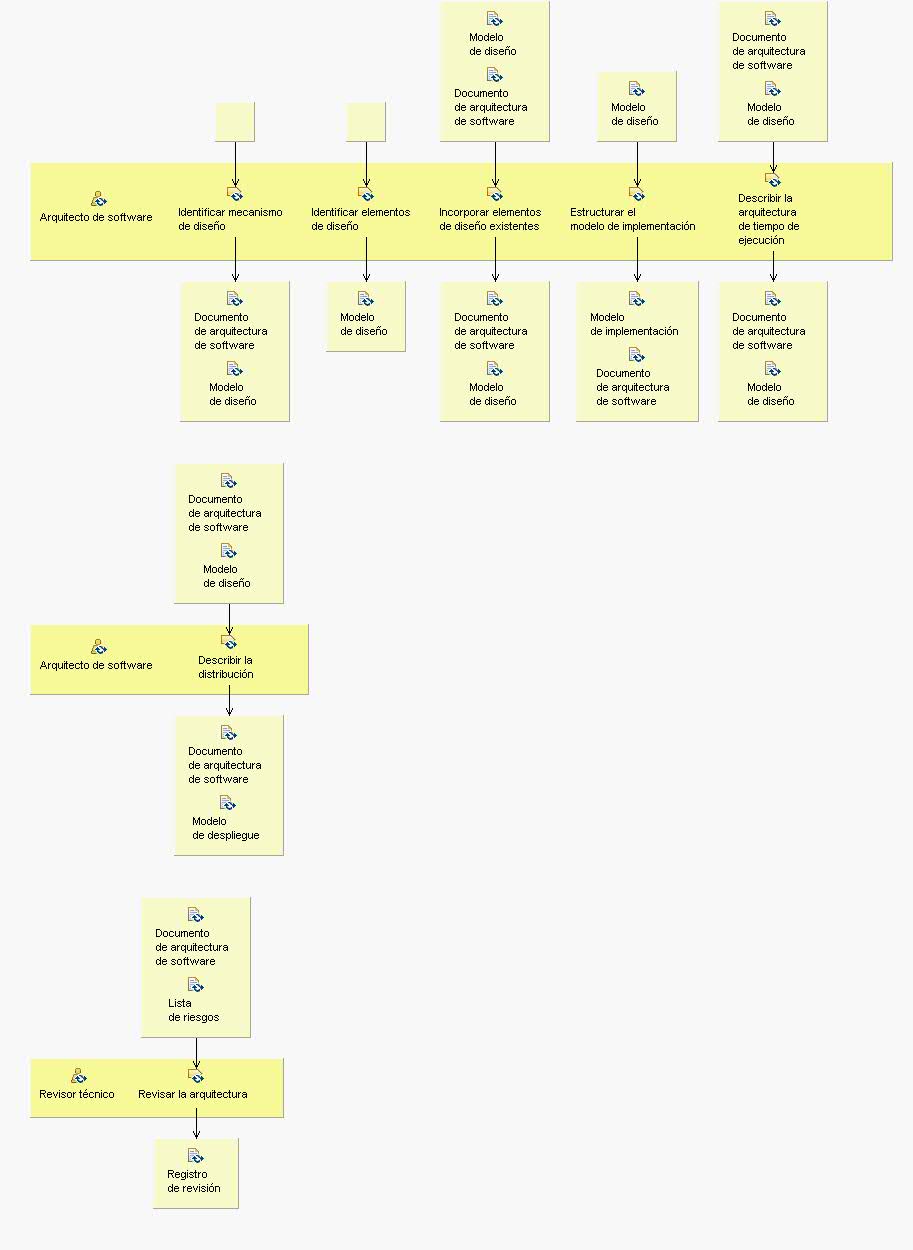 Modelo
de diseño
Documento
de arquitectura
de software
Modelo
de diseño
Documento
de arquitectura
de software
Modelo
de diseño
Arquitecto de software
Identificar mecanismo
de diseño
Identificar elementos
de diseño
Incorporar elementos
de diseño existentes
Estructurar el
modelo de implementación
Describir la
arquitectura
de tiempo de
ejecución
Documento
de arquitectura
de software
Modelo
de diseño
Modelo
de diseño
Documento
de arquitectura
de software
Modelo
de diseño
Modelo
de implementación
Documento
de arquitectura
de software
Documento
de arquitectura
de software
Modelo
de diseño
Documento
de arquitectura
de software
Modelo
de diseño
Arquitecto de software
Describir la
distribución
Documento
de arquitectura
de software
Modelo
de despliegue
Documento
de arquitectura
de software
Lista
de riesgos
Revisor técnico
Revisar la arquitectura
Registro
de revisión